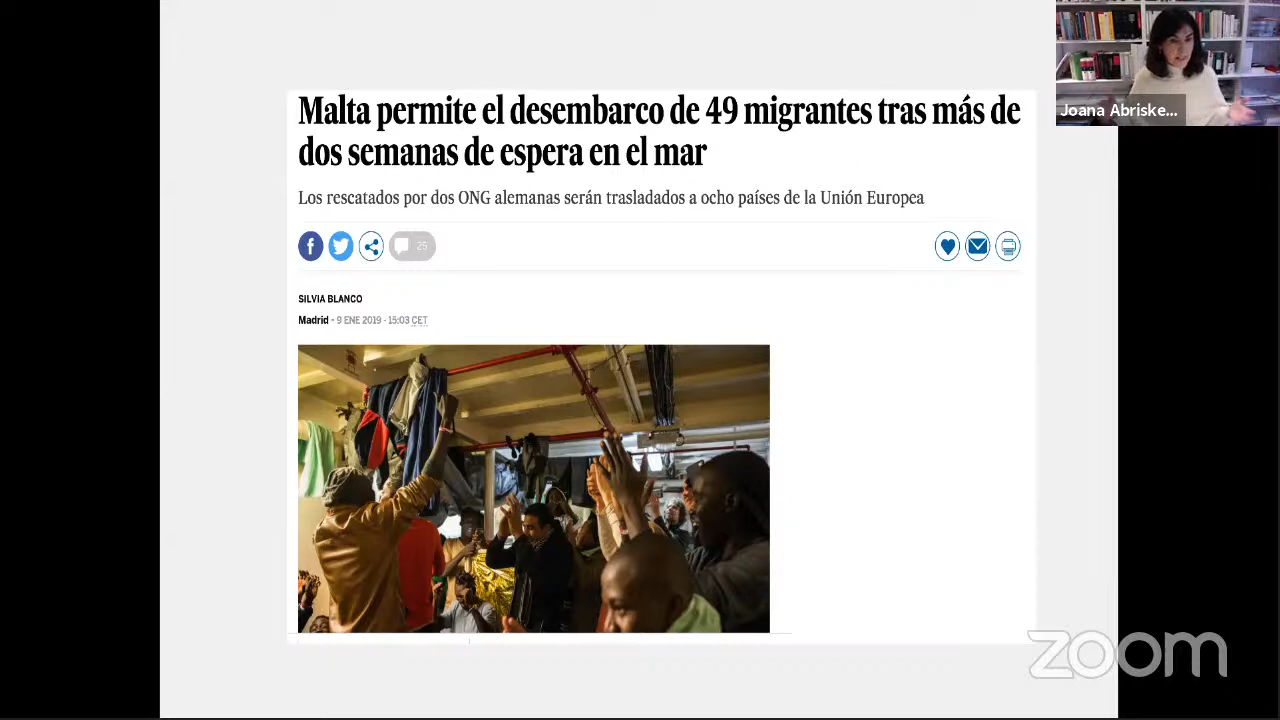 Malta permite el desembarco de 49 migrantes tras más de
dos semanas de espera en el mar
Los rescatados por dos ONG alemanas serán trasladados a ocho países de la Unión Europea
25
SILVIA BLANCO
Madrid - 9 ENE 2019 - 15:03 CET
Joana Abriske...
zoom